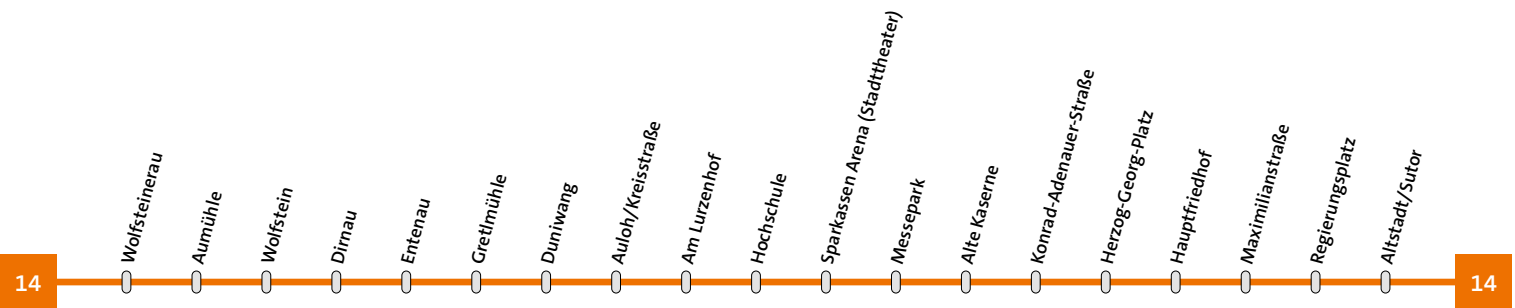 14
Wolfsteinerau
Aumühle
Wolfstein
Dirnau
Entenau
Gretlmühle
Duniwang
Auloh/Kreisstraße
Am Lurzenhof
Hochschule
Sparkassen Arena (Stadttheater)
Messepark
Alte Kaserne
Konrad-Adenauer-Straße
Herzog-Georg-Platz
Hauptfriedhof
Maximilianstraße
Regierungsplatz
Altstadt/Sutor
14